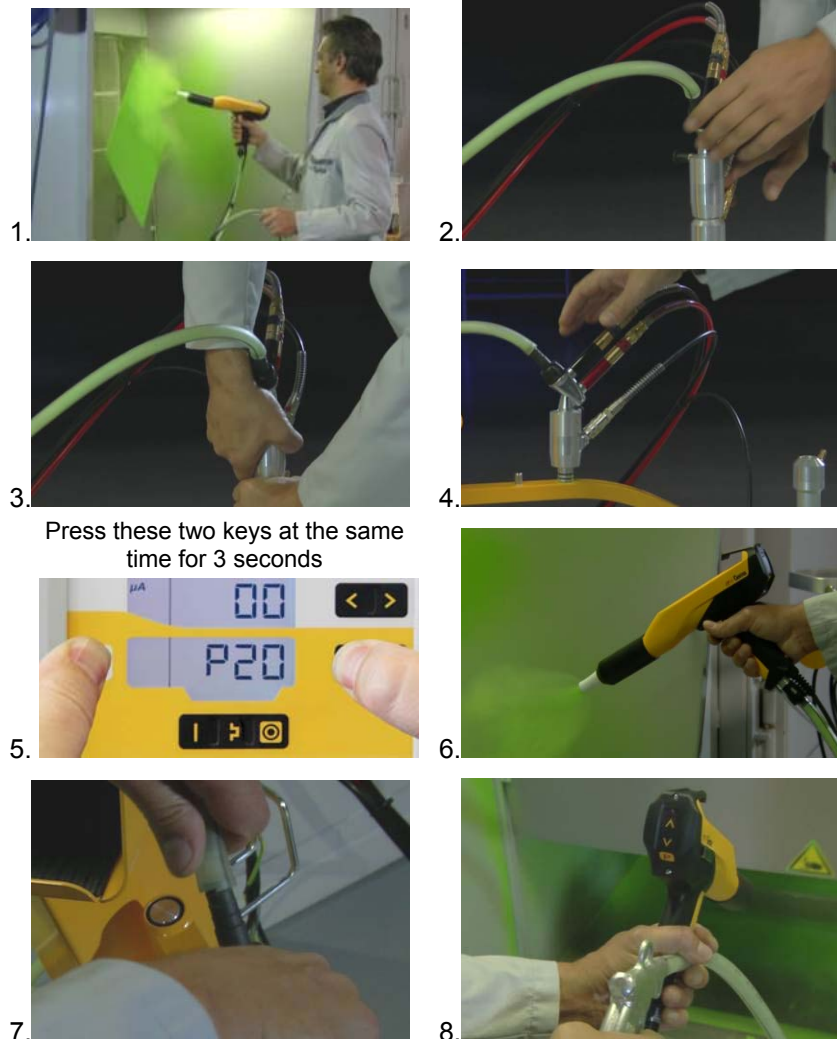 1.
2.
3.
4.
Press these two keys at the same
time for 3 seconds
µA 00
P20
5.
6.
7.
8.